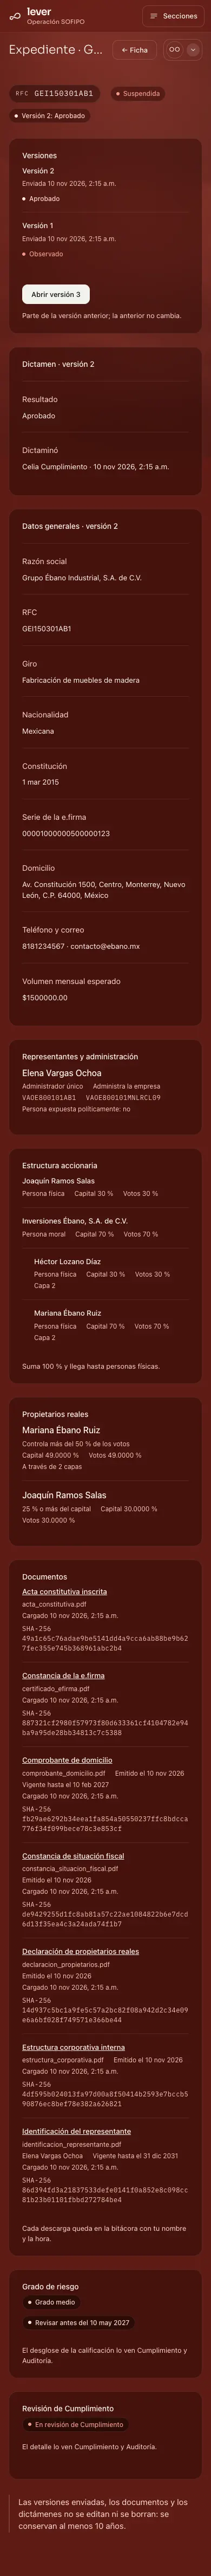 lever
Operación SOFIPO
Secciones
Expediente · G...
← Ficha
RFC GEI150301AB1
Suspendida
Versión 2: Aprobado
Versiones
Versión 2
Enviada 10 nov 2026, 2:15 a.m.
Aprobado
Versión 1
Enviada 10 nov 2026, 2:15 a.m.
Observado
Abrir versión 3
Parte de la versión anterior; la anterior no cambia.
Dictamen · versión 2
Resultado
Aprobado
Dictaminó
Celia Cumplimiento · 10 nov 2026, 2:15 a.m.
Datos generales · versión 2
Razón social
Grupo Ébano Industrial, S.A. de C.V.
RFC
GEI150301AB1
Giro
Fabricación de muebles de madera
Nacionalidad
Mexicana
Constitución
1 mar 2015
Serie de la e.firma
00001000000500000123
Domicilio
Av. Constitución 1500, Centro, Monterrey, Nuevo
León, C.P. 64000, México
Teléfono y correo
8181234567 · contacto@ebano.mx
Volumen mensual esperado
$1500000.00
Representantes y administración
Elena Vargas Ochoa
Administrador único Administra la empresa
VAOE800101AB1 VAOE800101MNLRCL09
Persona expuesta políticamente: no
Estructura accionaria
Joaquín Ramos Salas
Persona física Capital 30 % Votos 30 %
Inversiones Ébano, S.A. de C.V.
Persona moral Capital 70 % Votos 70 %
Héctor Lozano Díaz
Persona física Capital 30 % Votos 30 %
Capa 2
Mariana Ébano Ruiz
Persona física Capital 70 % Votos 70 %
Capa 2
Suma 100 % y llega hasta personas físicas.
Propietarios reales
Mariana Ébano Ruiz
Controla más del 50 % de los votos
Capital 49.0000 % Votos 49.0000 %
A través de 2 capas
Joaquín Ramos Salas
25 % o más del capital Capital 30.0000 %
Votos 30.0000 %
Documentos
Acta constitutiva inscrita
acta_constitutiva.pdf
Cargado 10 nov 2026, 2:15 a.m.
SHA-256
49a1c65c76adae9be5141dd4a9cca6ab88be9b62
7fec355e745b368961abc2b4
Constancia de la e.firma
certificado_efirma.pdf
Cargado 10 nov 2026, 2:15 a.m.
SHA-256
887321cf2980f57973f80d633361cf4104782e94
ba9a95de28bb34813c7c5388
Comprobante de domicilio
comprobante_domicilio.pdf Emitido el 10 nov 2026
Vigente hasta el 10 feb 2027
Cargado 10 nov 2026, 2:15 a.m.
SHA-256
fb29ae6292b34eea1fa854a50550237ffc8bdcca
776f34f099bece78c3e853cf
Constancia de situación fiscal
constancia_situacion_fiscal.pdf
Emitido el 10 nov 2026
Cargado 10 nov 2026, 2:15 a.m.
SHA-256
de9429255d1fc8ab81a57c22ae1084822b6e7dcd
6d13f35ea4c3a24ada74f1b7
Declaración de propietarios reales
declaracion_propietarios.pdf
Emitido el 10 nov 2026
Cargado 10 nov 2026, 2:15 a.m.
SHA-256
14d937c5bc1a9fe5c57a2bc82f08a942d2c34e09
e6a6bf028f749571e366be44
Estructura corporativa interna
estructura_corporativa.pdf Emitido el 10 nov 2026
Cargado 10 nov 2026, 2:15 a.m.
SHA-256
4df595b024013fa97d00a8f50414b2593e7bccb5
90876ec8bef78e382a626821
Identificación del representante
identificacion_representante.pdf
Elena Vargas Ochoa Vigente hasta el 31 dic 2031
Cargado 10 nov 2026, 2:15 a.m.
SHA-256
86d394fd3a21837533defe0141f0a852e8c098cc
81b23b01101fbbd272784be4
Cada descarga queda en la bitácora con tu nombre
y la hora.
Grado de riesgo
Grado medio
Revisar antes del 10 may 2027
El desglose de la calificación lo ven Cumplimiento y
Auditoría.
Revisión de Cumplimiento
En revisión de Cumplimiento
El detalle lo ven Cumplimiento y Auditoría.
Las versiones enviadas, los documentos y los
dictámenes no se editan ni se borran: se
conservan al menos 10 años.